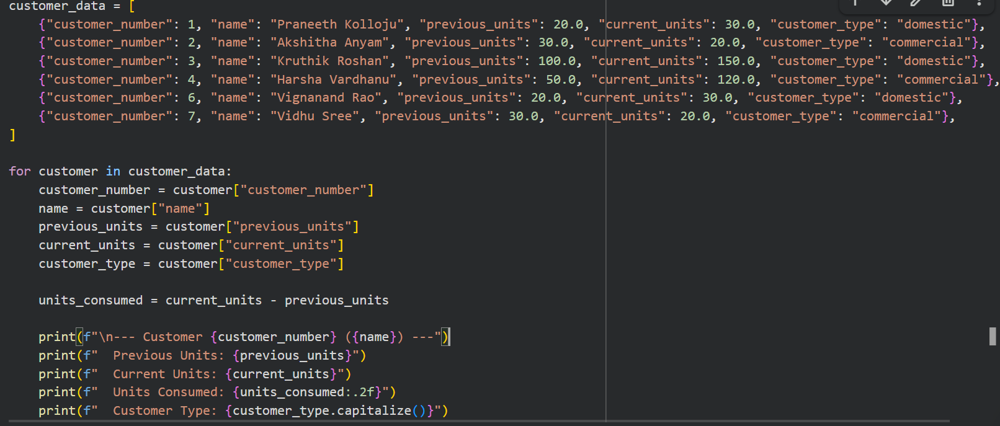 customer_data = [
    {"customer_number": 1, "name": "Praneeth Kolloju", "previous_units": 20.0, "current_units": 30.0, "customer_type": "domestic"},
    {"customer_number": 2, "name": "Akshitha Anyam", "previous_units": 30.0, "current_units": 20.0, "customer_type": "commercial"},
    {"customer_number": 3, "name": "Kruthik Roshan", "previous_units": 100.0, "current_units": 150.0, "customer_type": "domestic"},
    {"customer_number": 4, "name": "Harsha Vardhanu", "previous_units": 50.0, "current_units": 120.0, "customer_type": "commercial"},
    {"customer_number": 6, "name": "Vignanand Rao", "previous_units": 20.0, "current_units": 30.0, "customer_type": "domestic"},
    {"customer_number": 7, "name": "Vidhu Sree", "previous_units": 30.0, "current_units": 20.0, "customer_type": "commercial"},
]

for customer in customer_data:
    customer_number = customer["customer_number"]
    name = customer["name"]
    previous_units = customer["previous_units"]
    current_units = customer["current_units"]
    customer_type = customer["customer_type"]

    units_consumed = current_units - previous_units

    print(f"\n--- Customer {customer_number} ({name}) ---")
    print(f"  Previous Units: {previous_units}")
    print(f"  Current Units: {current_units}")
    print(f"  Units Consumed: {units_consumed:.2f}")
    print(f"  Customer Type: {customer_type.capitalize()}")